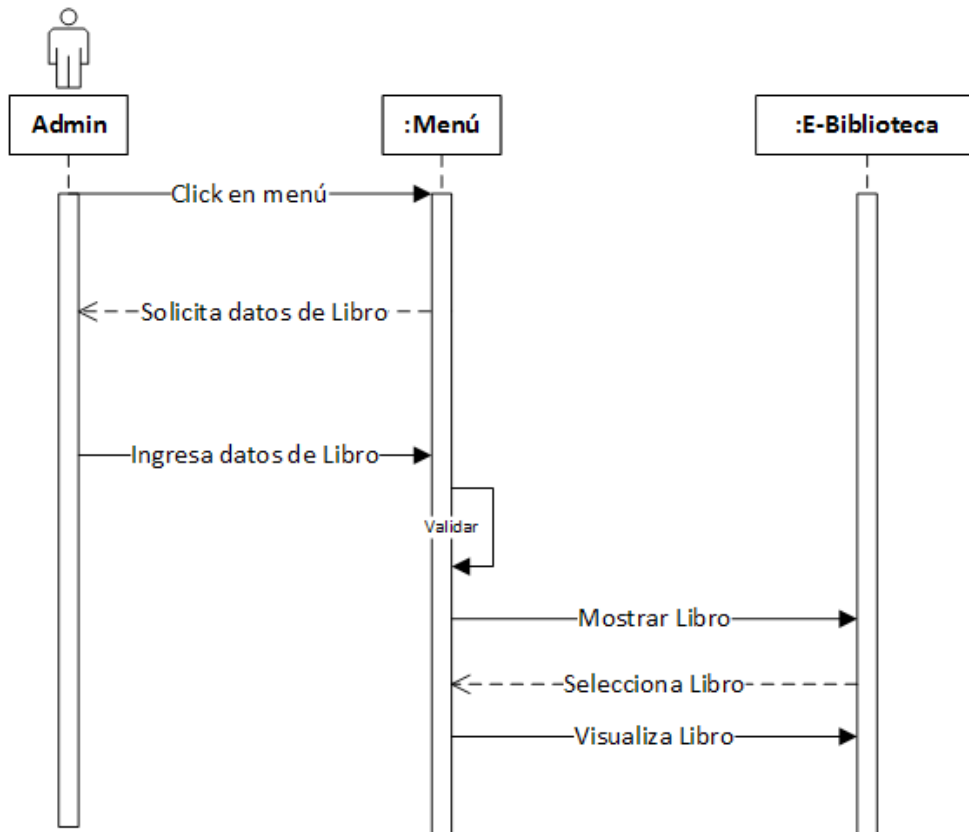 Admin
:Menú
:E-Biblioteca
Click en menú
Solicita datos de Libro
Ingresa datos de Libro
Validar
Mostrar Libro
Selecciona Libro
Visualiza Libro